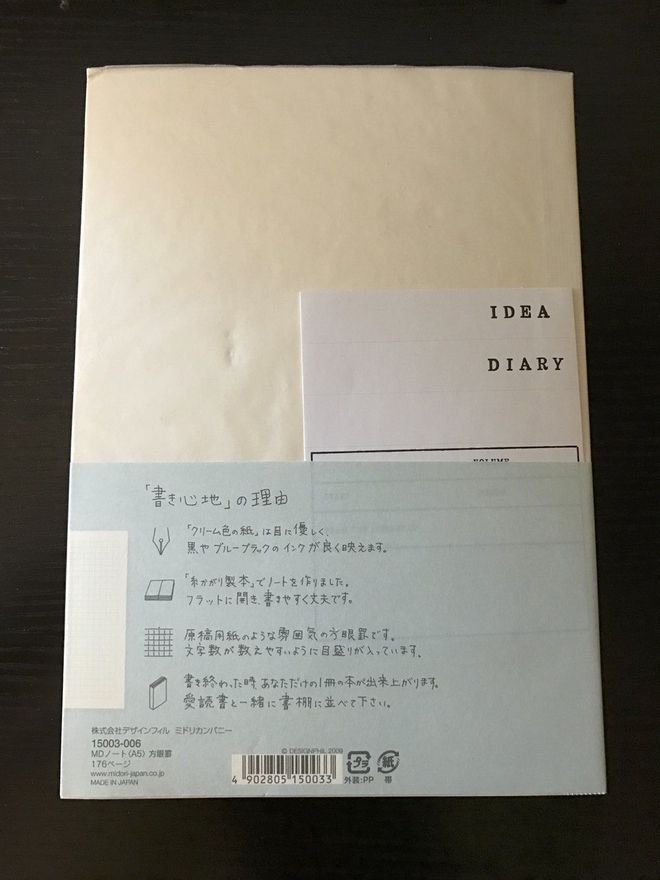 IDEA
DIARY
VOLUME
「書き心地」の理由
「クリーム色の紙」は目に優しく、
黒やブルーブラックのインクが良く映えます。
「糸かがり製本」でノートを作りました。
フラットに開き、書きやすく丈夫です。
原稿用紙のような雰囲気の方眼罫です。
文字数が数えやすいように目盛りが入っています。
書き終わった時、あなただけの1冊の本が出来上がります。
愛読書と一緒に書棚に並べて下さい。
株式会社デザインフィル ミドリカンパニー
15003-006
MDノート〈A5〉 方眼罫
176ページ
www.midori-japan.co.jp
MADE IN JAPAN
© DESIGNPHIL 2009
4 902805 150033
プラ
外装:PP
紙
帯